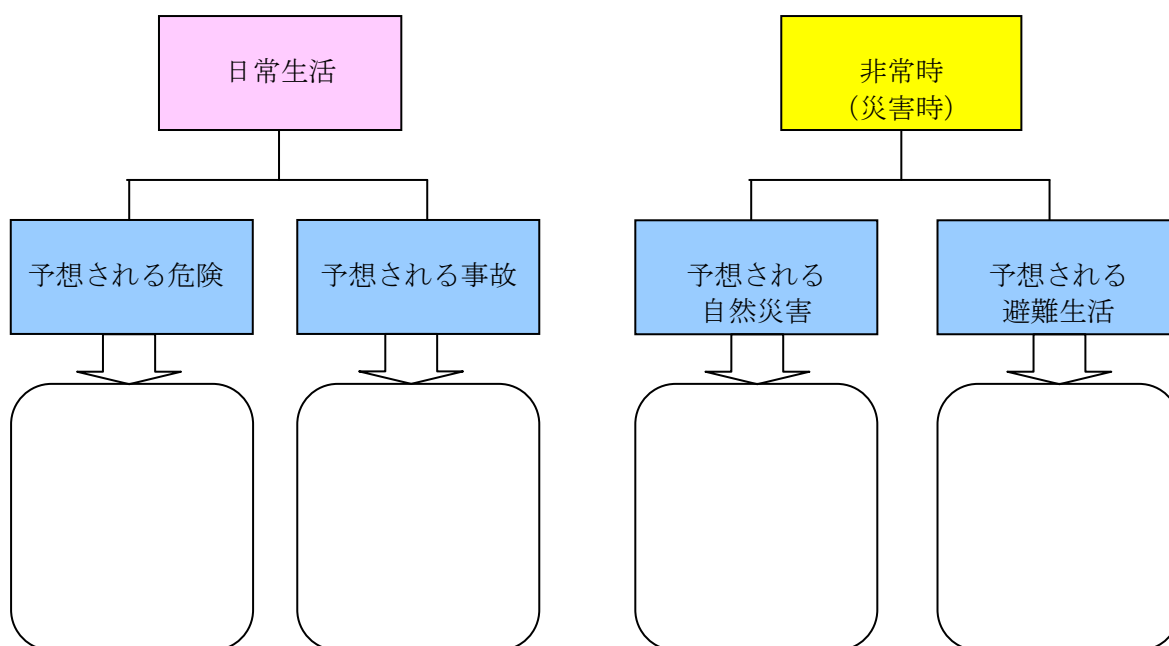 日常生活
非常時
（災害時）
予想される危険
予想される事故
予想される
自然災害
予想される
避難生活